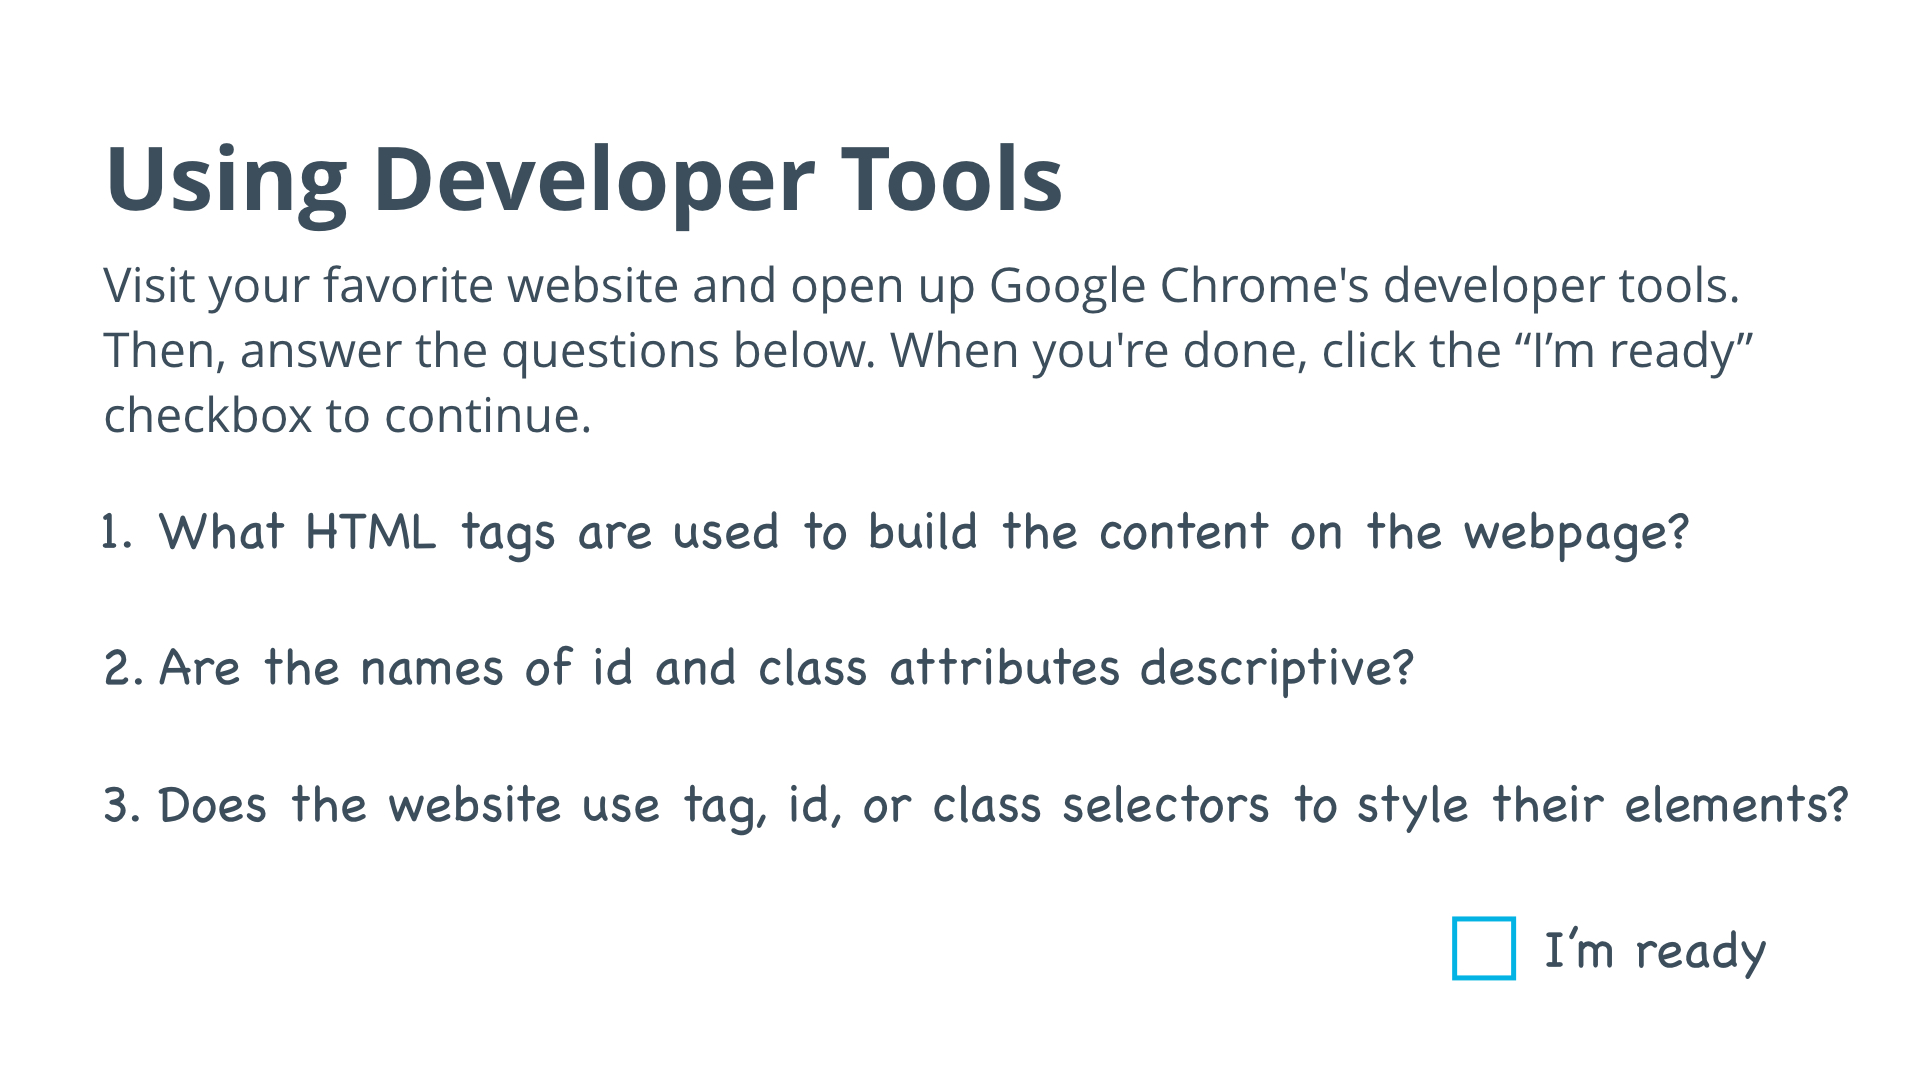 Using Developer Tools
Visit your favorite website and open up Google Chrome's developer tools.
Then, answer the questions below. When you're done, click the “I’m ready”
checkbox to continue.
1. What HTML tags are used to build the content on the webpage?
2. Are the names of id and class attributes descriptive?
3. Does the website use tag, id, or class selectors to style their elements?
I’m ready